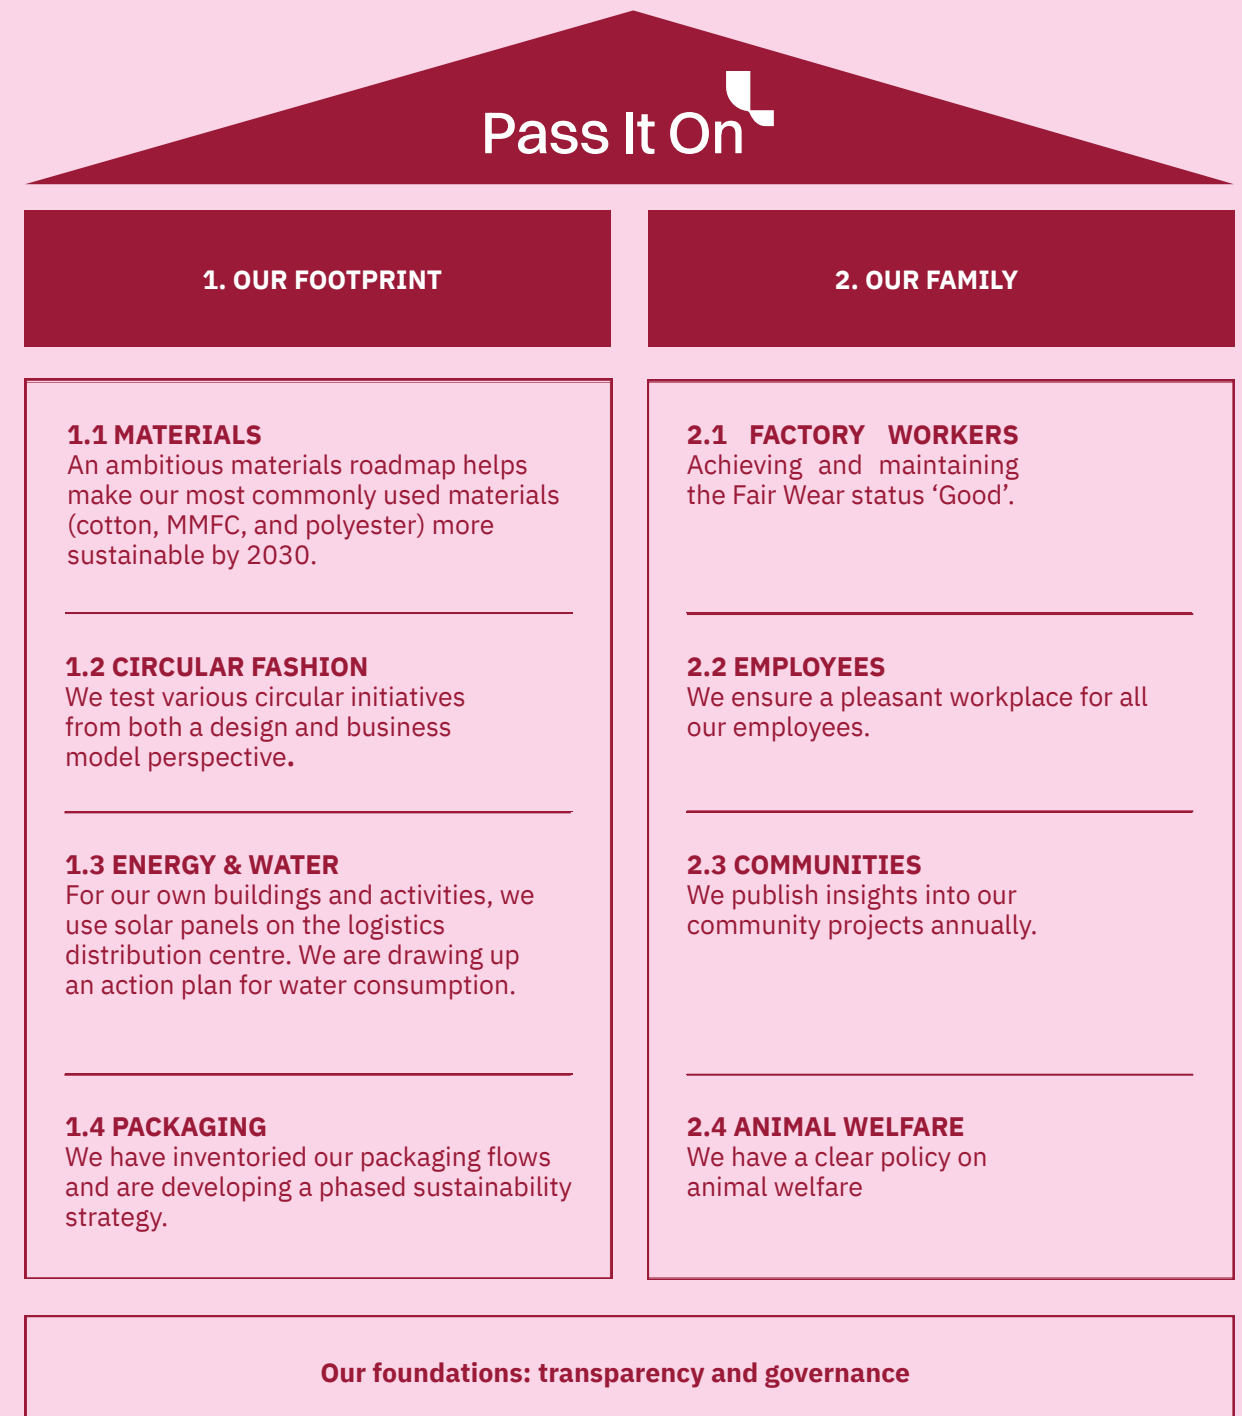 Pass It On
1. OUR FOOTPRINT
2. OUR FAMILY
1.1 MATERIALS
An ambitious materials roadmap helps
make our most commonly used materials
(cotton, MMFC, and polyester) more
sustainable by 2030.
1.2 CIRCULAR FASHION
We test various circular initiatives
from both a design and business
model perspective.
1.3 ENERGY & WATER
For our own buildings and activities, we
use solar panels on the logistics
distribution centre. We are drawing up
an action plan for water consumption.
1.4 PACKAGING
We have inventoried our packaging flows
and are developing a phased sustainability
strategy.
2.1 FACTORY WORKERS
Achieving and maintaining
the Fair Wear status ‘Good’.
2.2 EMPLOYEES
We ensure a pleasant workplace for all
our employees.
2.3 COMMUNITIES
We publish insights into our
community projects annually.
2.4 ANIMAL WELFARE
We have a clear policy on
animal welfare
Our foundations: transparency and governance